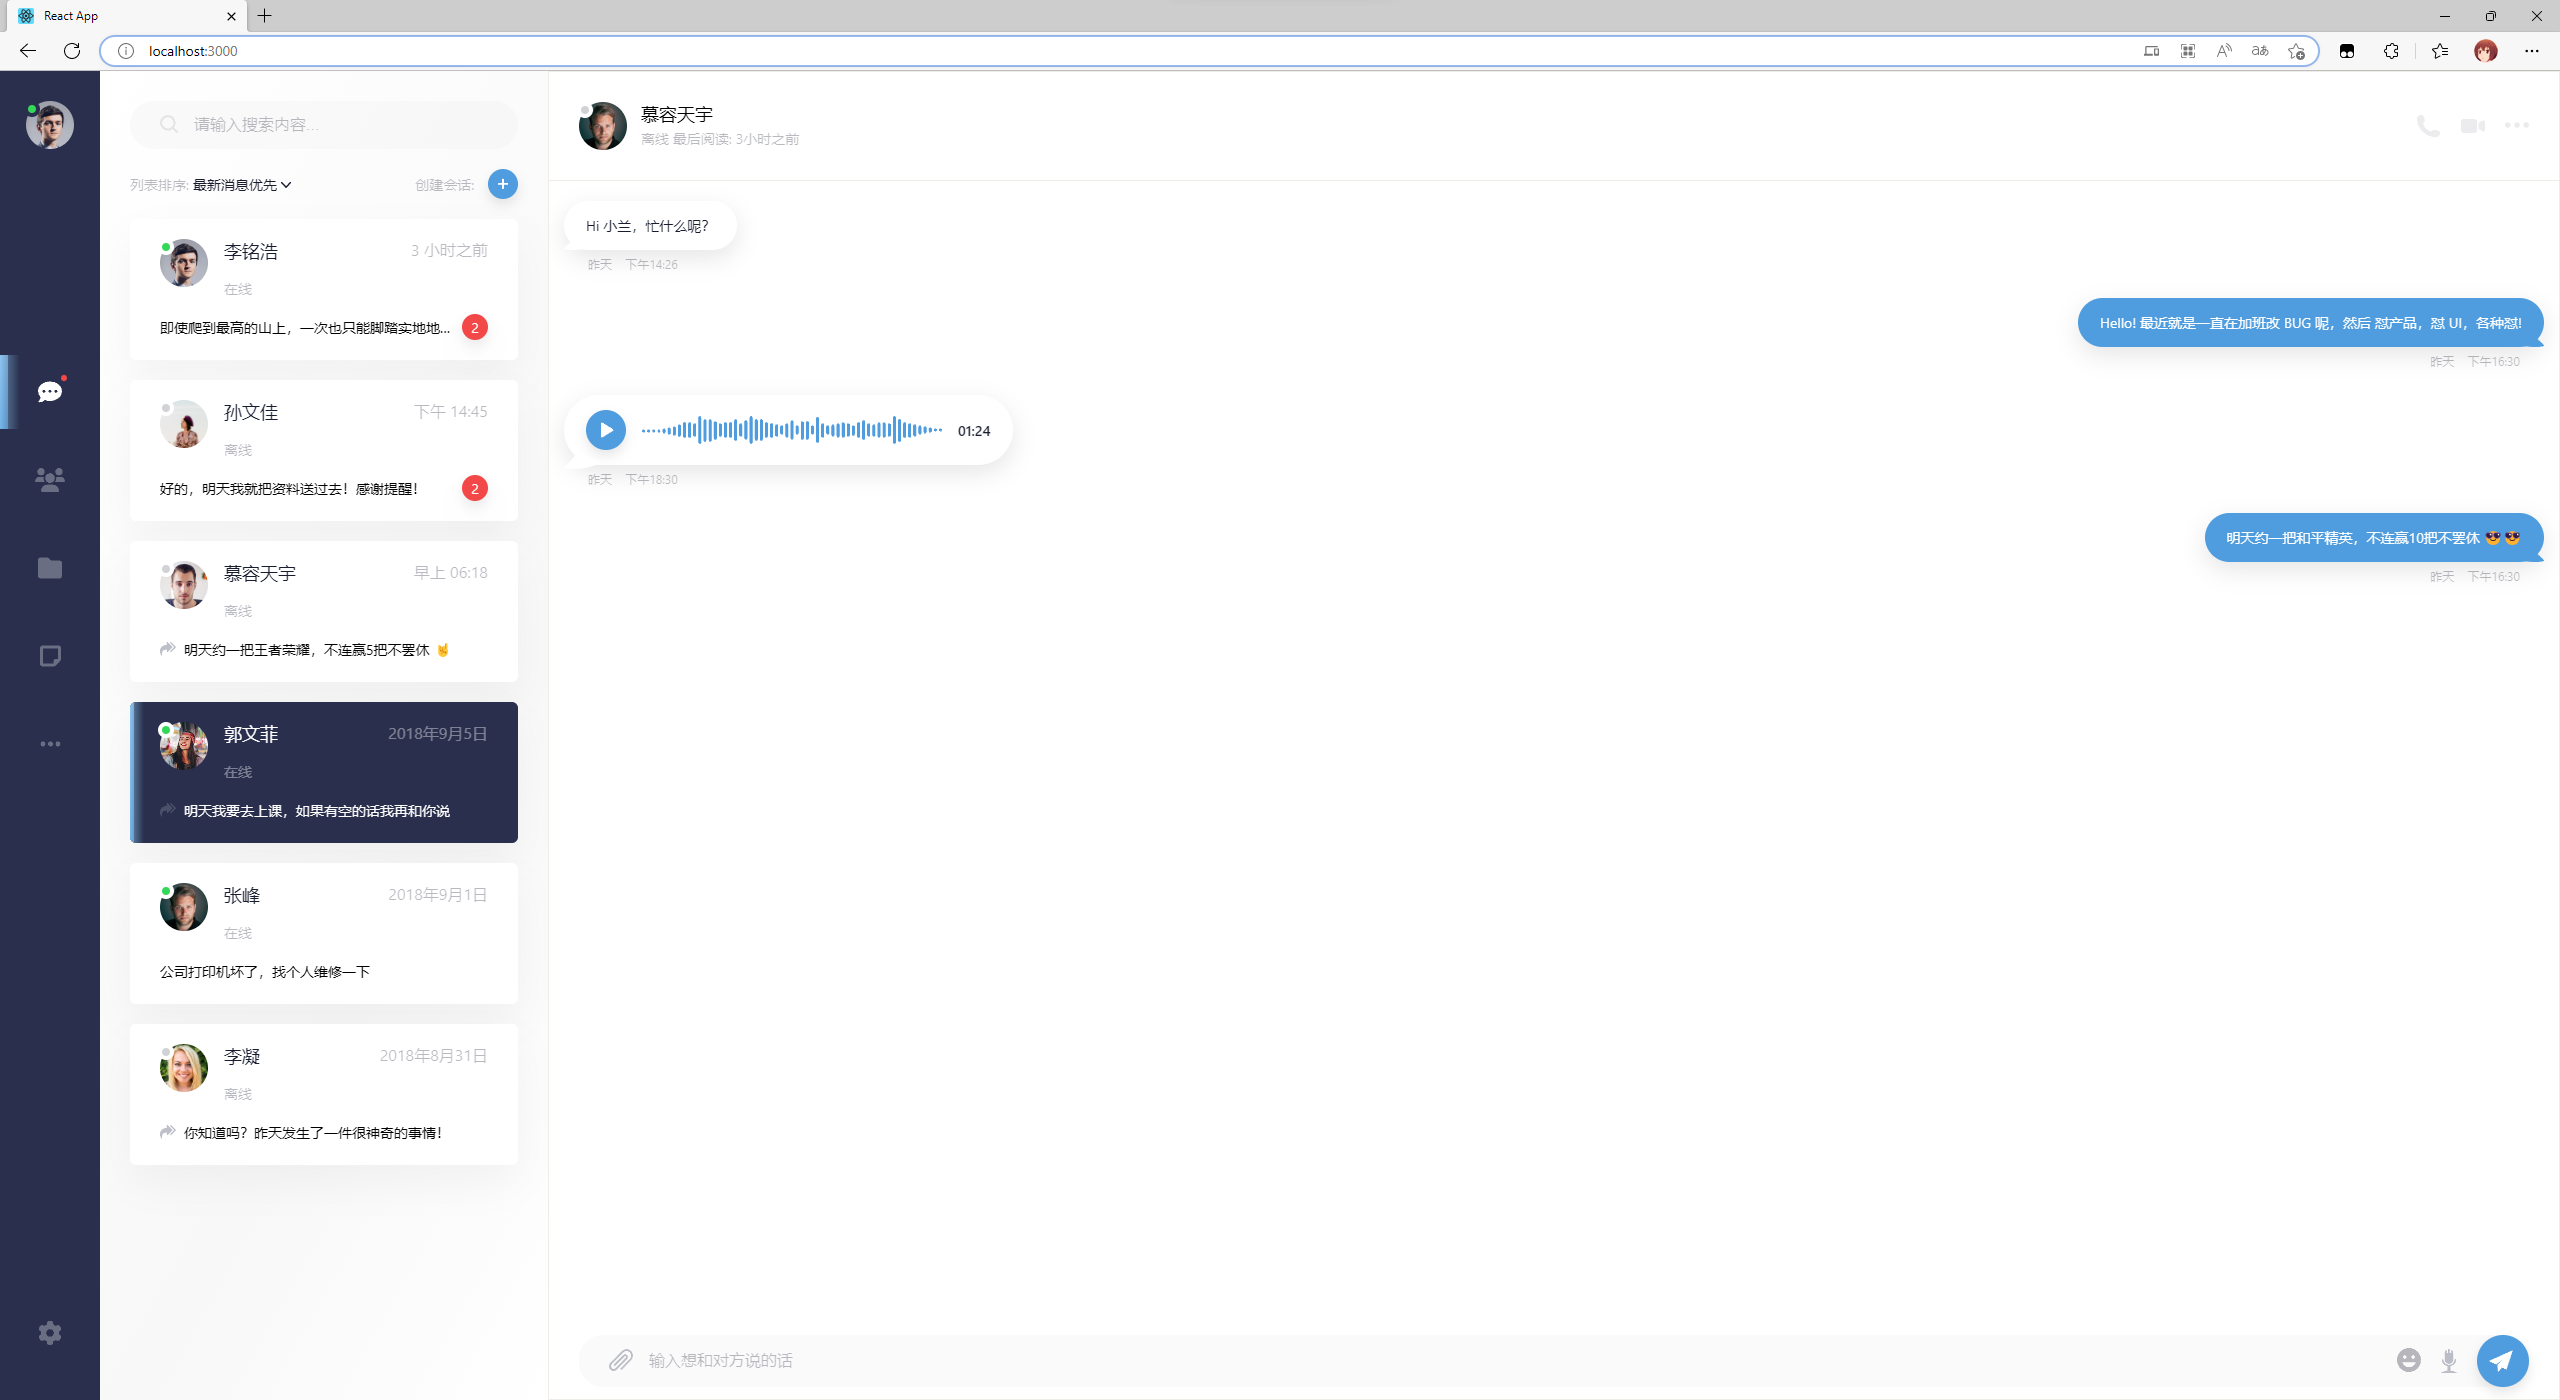 React App
localhost:3000
请输入搜索内容...
列表排序: 最新消息优先
创建会话:
李铭浩
3 小时之前
在线
即使爬到最高的山上，一次也只能脚踏实地地...
2
孙文佳
下午 14:45
离线
好的，明天我就把资料送过去！感谢提醒！
2
慕容天宇
早上 06:18
离线
明天约一把王者荣耀，不连赢5把不罢休 🤘
郭文菲
2018年9月5日
在线
明天我要去上课，如果有空的话我再和你说
张峰
2018年9月1日
在线
公司打印机坏了，找个人维修一下
李凝
2018年8月31日
离线
你知道吗？昨天发生了一件很神奇的事情！
慕容天宇
离线 最后阅读: 3小时之前
Hi 小兰，忙什么呢？
昨天 下午14:26
Hello! 最近就是一直在加班改 BUG 呢，然后 怼产品，怼 UI，各种怼!
昨天 下午16:30
01:24
昨天 下午18:30
明天约一把和平精英，不连赢10把不罢休 😎😎
昨天 下午16:30
输入想和对方说的话